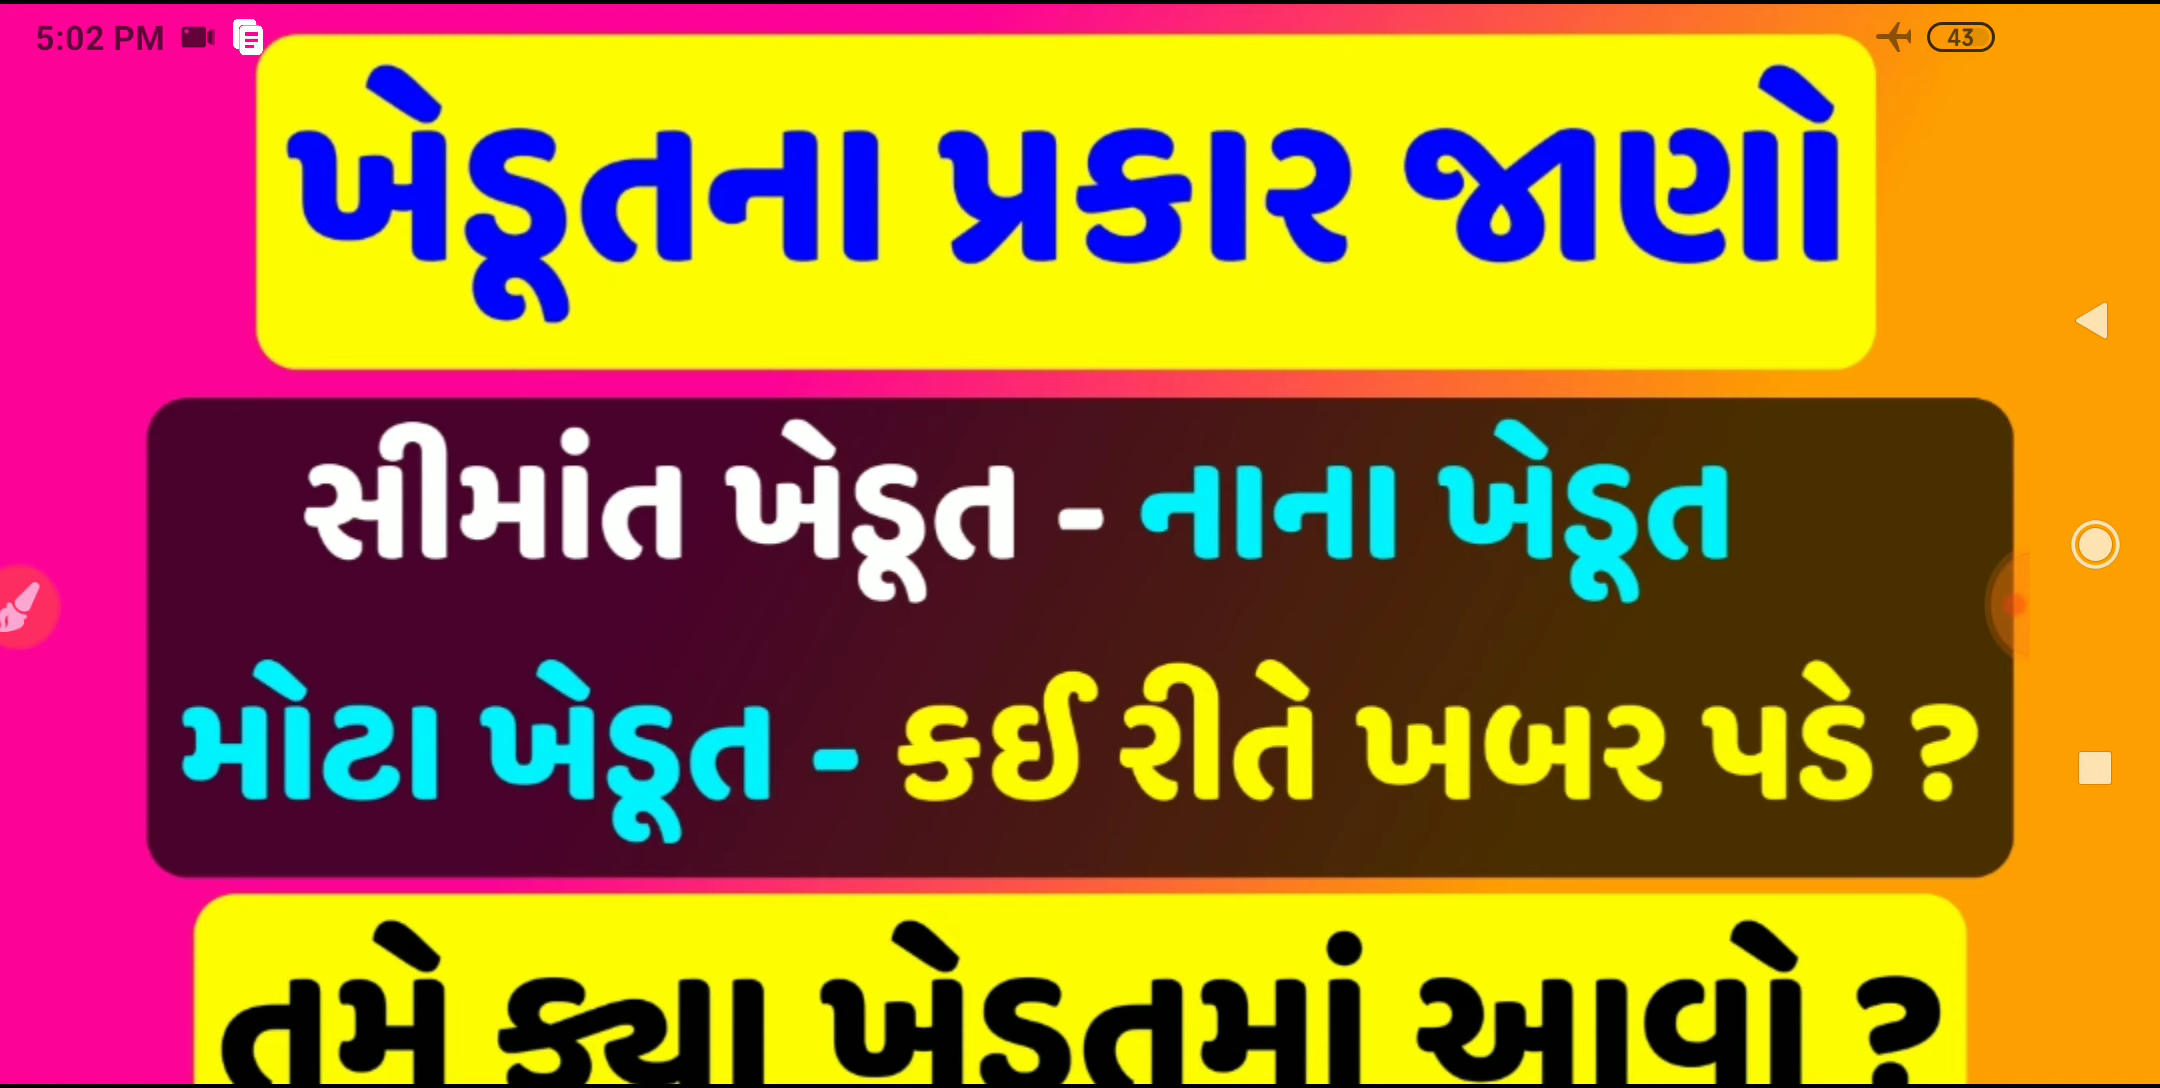 5:02 PM 43
ખેડૂતના પ્રકાર જાણો
સીમાંત ખેડૂત - નાના ખેડૂત
મોટા ખેડૂત - કઈ રીતે ખબર પડે ?
તમે ક્યા ખેડૂતમાં આવો ?